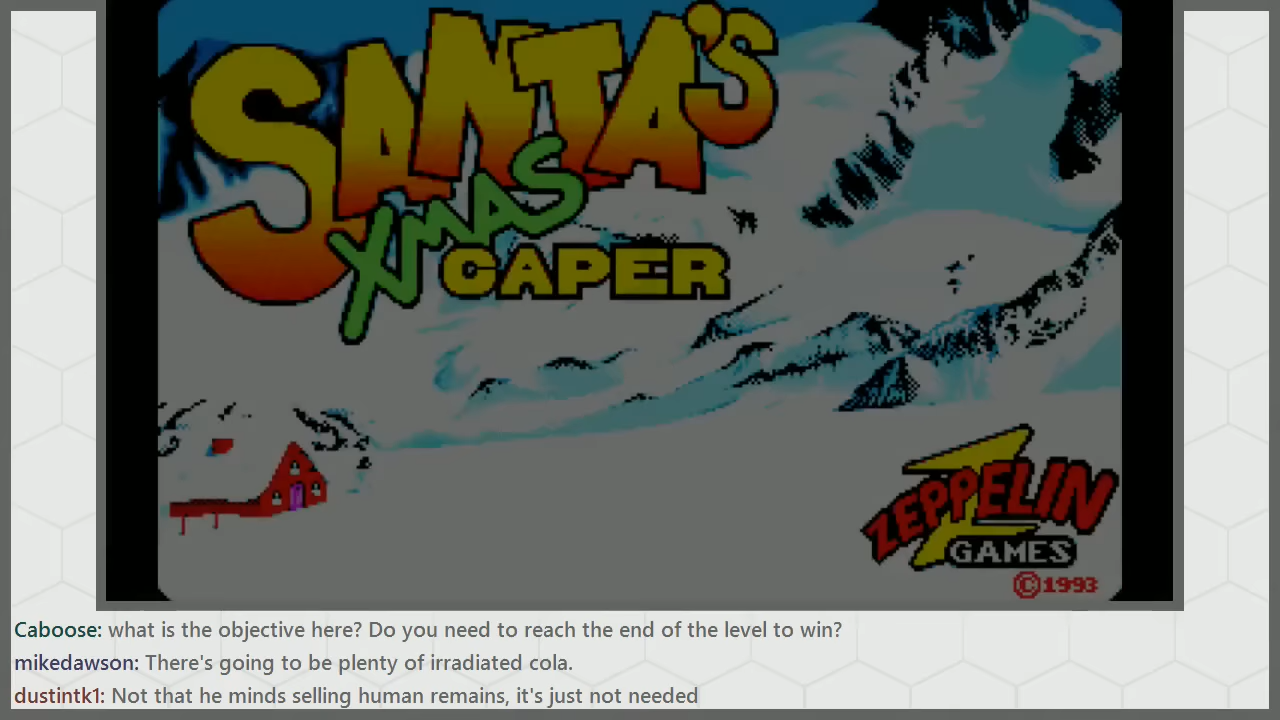 SANTA'S
XMAS
CAPER
ZEPPELIN
GAMES
©1993
Caboose: what is the objective here? Do you need to reach the end of the level to win?
mikedawson: There's going to be plenty of irradiated cola.
dustintk1: Not that he minds selling human remains, it's just not needed